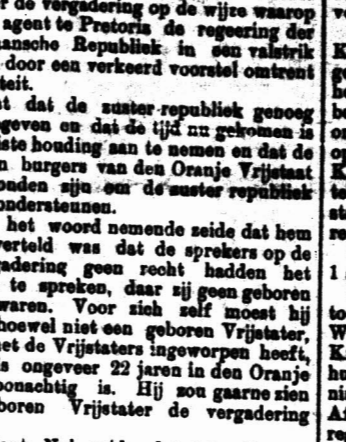 r de vergadering op de wijze waarop
agent te Pretoria de regeering der
aansche Republiek in een valstrik
door een verkeerd voorstel omtrent
teit.
at dat de zuster-republiek genoeg
geven en dat de tijd nu gekomen is
iste houding aan te nemen en dat de
n burgers van den Oranje Vrijstaat
onden zijn om de zuster republiek
ondersteunen.
het woord nemende zeide dat hem
verteld was dat de sprekers op de
gadering geen recht hadden het
te spreken, daar zij geen geboren
waren. Voor zich self moest hij
hoewel niet een geboren Vrijstater,
et de Vrijstaters ingeworpen heeft,
s ongeveer 22 jaren in den Oranje
oonachtig is. Hij zou gaarne zien
boren Vrijstater de vergadering